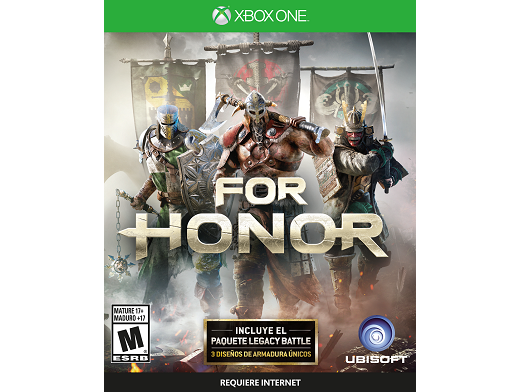 XBOX ONE
FOR
HONOR
MATURE 17+
MADURO +17
M
ESRB
INCLUYE EL
PAQUETE LEGACY BATTLE
3 DISEÑOS DE ARMADURA ÚNICOS
UBISOFT
REQUIERE INTERNET